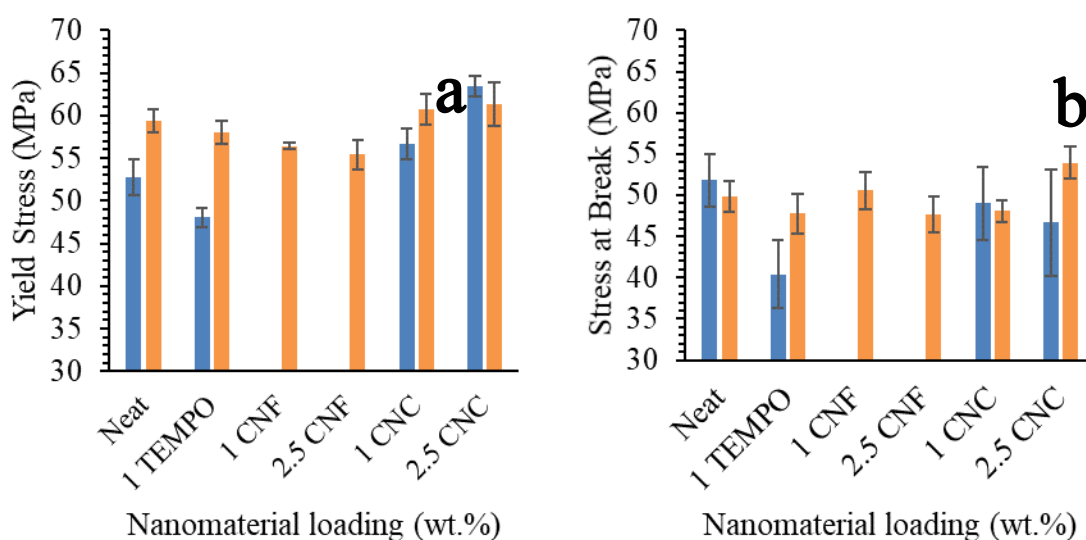 Yield Stress (MPa)
70
65
60
55
50
45
40
35
30
a
Neat
1 TEMPO
1 CNF
2.5 CNF
1 CNC
2.5 CNC
Nanomaterial loading (wt.%)
Stress at Break (MPa)
70
65
60
55
50
45
40
35
30
b
Neat
1 TEMPO
1 CNF
2.5 CNF
1 CNC
2.5 CNC
Nanomaterial loading (wt.%)